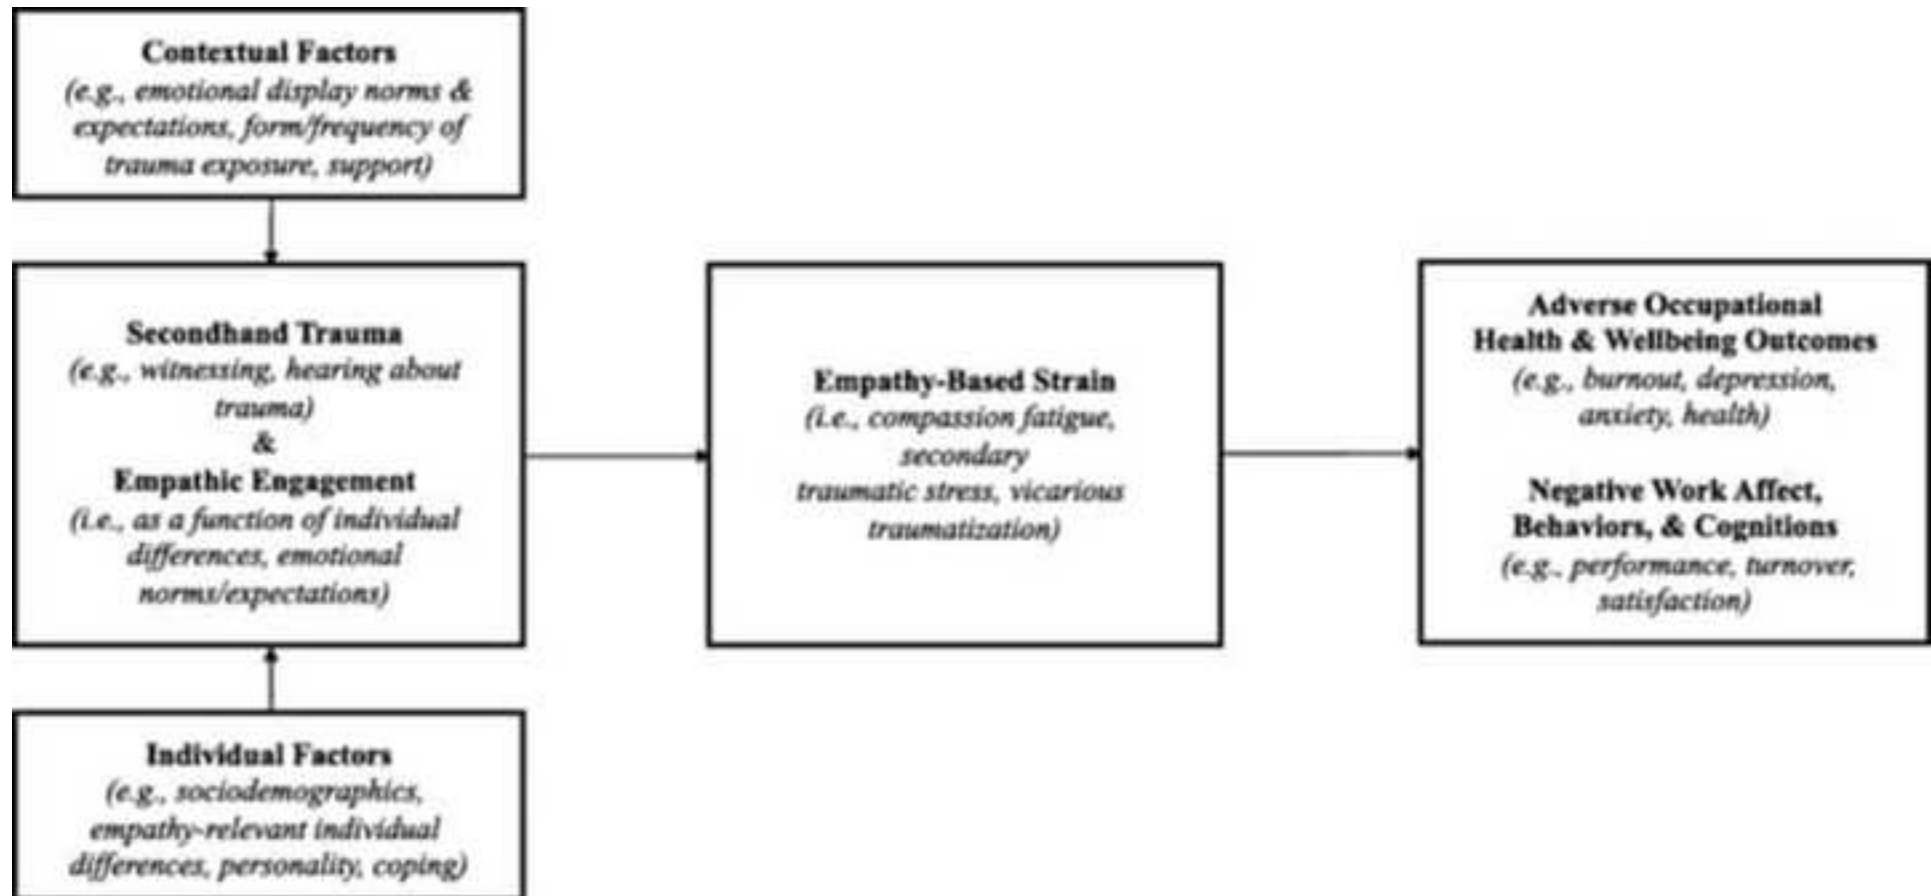 Contextual Factors
(e.g., emotional display norms &
expectations, form/frequency of
trauma exposure, support)
Secondhand Trauma
(e.g., witnessing, hearing about
trauma)
&
Empathic Engagement
(i.e., as a function of individual
differences, emotional
norms/expectations)
Individual Factors
(e.g., sociodemographics,
empathy-relevant individual
differences, personality, coping)
Empathy-Based Strain
(i.e., compassion fatigue,
secondary
traumatic stress, vicarious
traumatization)
Adverse Occupational
Health & Wellbeing Outcomes
(e.g., burnout, depression,
anxiety, health)
Negative Work Affect,
Behaviors, & Cognitions
(e.g., performance, turnover,
satisfaction)